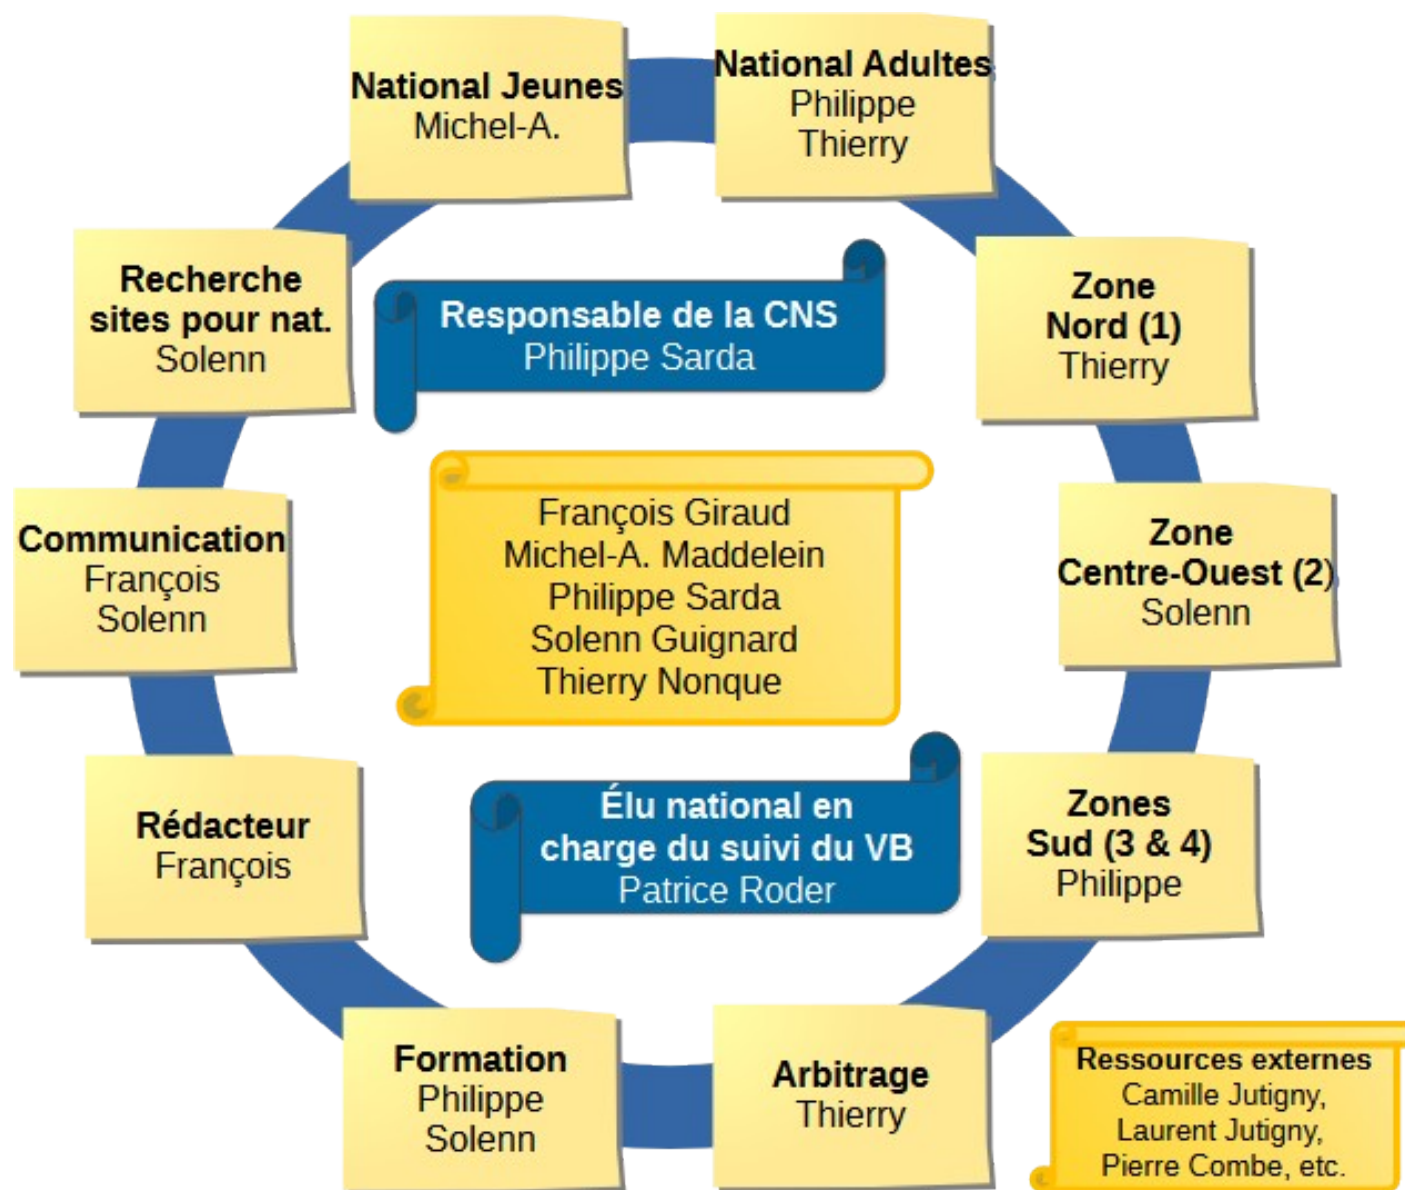 National Jeunes
Michel-A.
National Adultes
Philippe
Thierry
Recherche
sites pour nat.
Solenn
Responsable de la CNS
Philippe Sarda
Zone
Nord (1)
Thierry
Communication
François
Solenn
François Giraud
Michel-A. Maddelein
Philippe Sarda
Solenn Guignard
Thierry Nonque
Zone
Centre-Ouest (2)
Solenn
Rédacteur
François
Élu national en
charge du suivi du VB
Patrice Roder
Zones
Sud (3 & 4)
Philippe
Formation
Philippe
Solenn
Arbitrage
Thierry
Ressources externes
Camille Jutigny,
Laurent Jutigny,
Pierre Combe, etc.